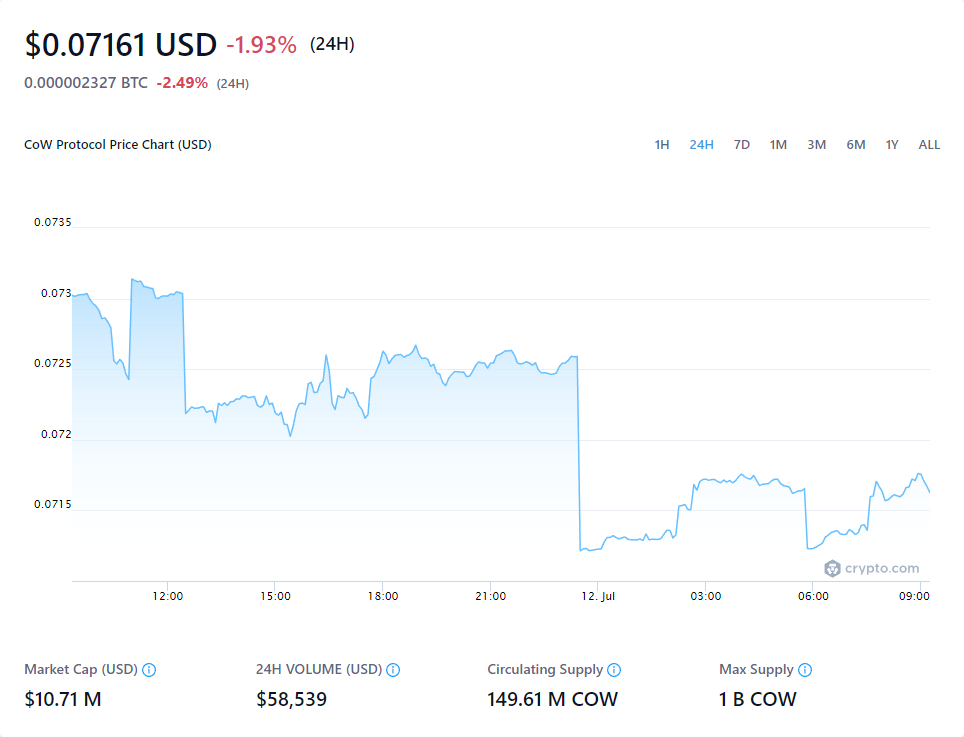 $0.07161 USD -1.93% (24H)
0.000002327 BTC -2.49% (24H)
CoW Protocol Price Chart (USD) 1H 24H 7D 1M 3M 6M 1Y ALL
0.0735
0.073
0.0725
0.072
0.0715
crypto.com
12:00 15:00 18:00 21:00 12. Jul 03:00 06:00 09:00
Market Cap (USD) 24H VOLUME (USD) Circulating Supply Max Supply
$10.71 M $58,539 149.61 M COW 1 B COW